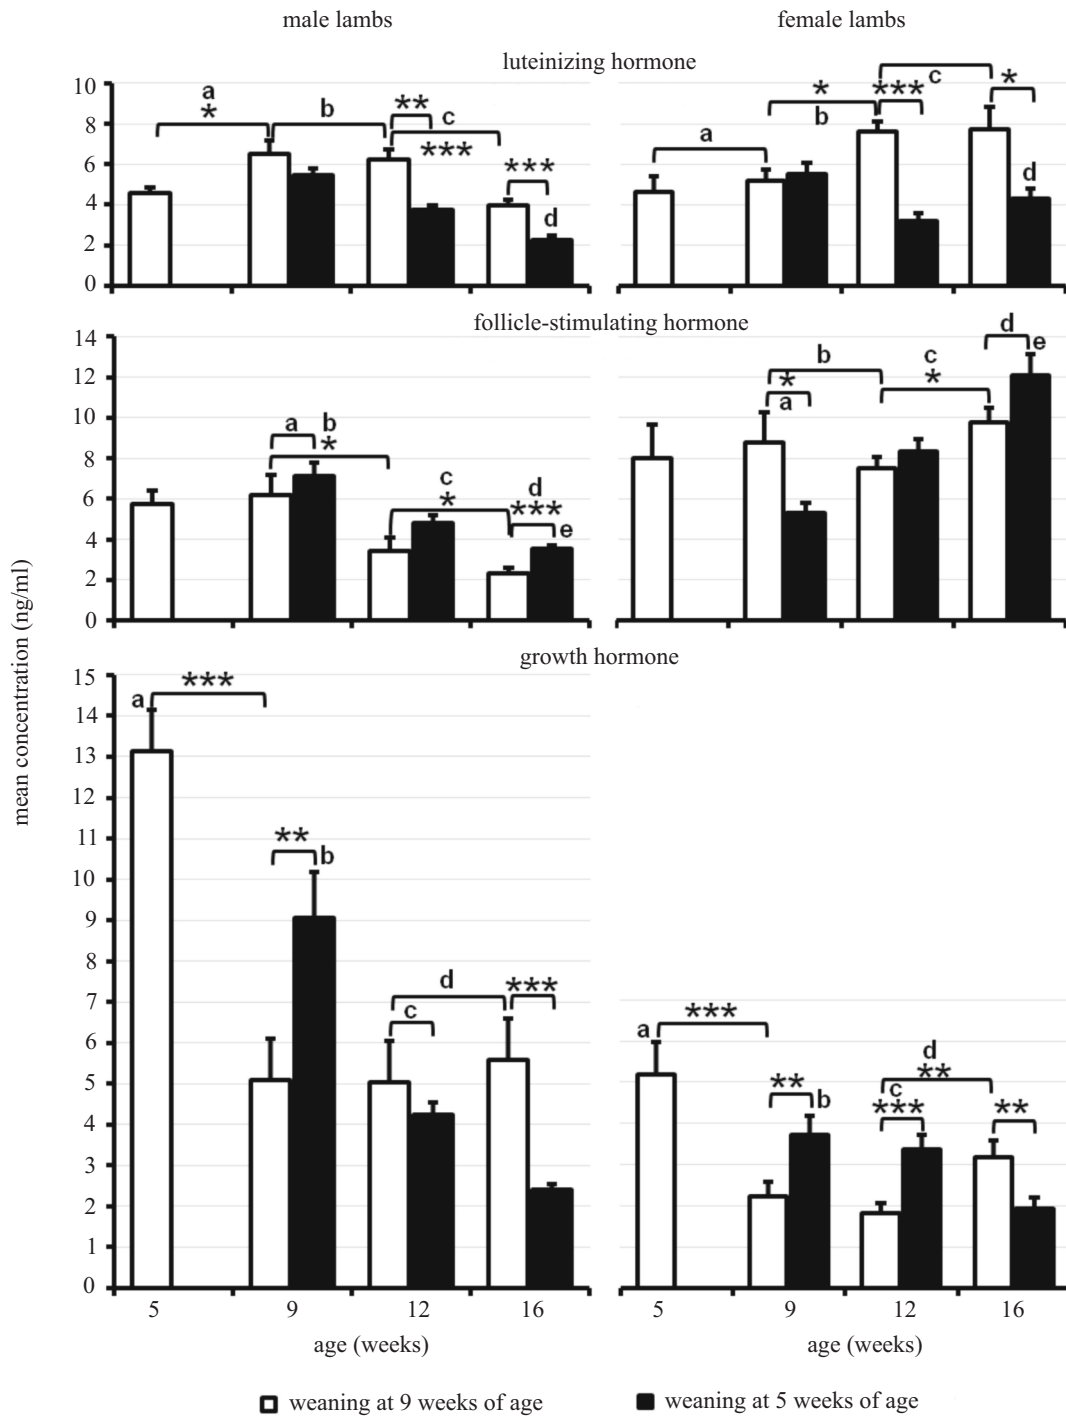 male lambs
female lambs
luteinizing hormone
10
8
6
4
2
0
a
*
b
**
c
***
***
d
a
*
b
***
c
*
d
follicle-stimulating hormone
14
12
10
8
6
4
2
0
a
b
*
c
*
d
***
e
*
a
b
c
*
d
e
mean concentration (ng/ml)
growth hormone
15
14
13
12
11
10
9
8
7
6
5
4
3
2
1
0
a
***
**
b
d
c
***
a
***
**
b
d
**
c
***
**
5 9 12 16
5 9 12 16
age (weeks)
age (weeks)
weaning at 9 weeks of age
weaning at 5 weeks of age